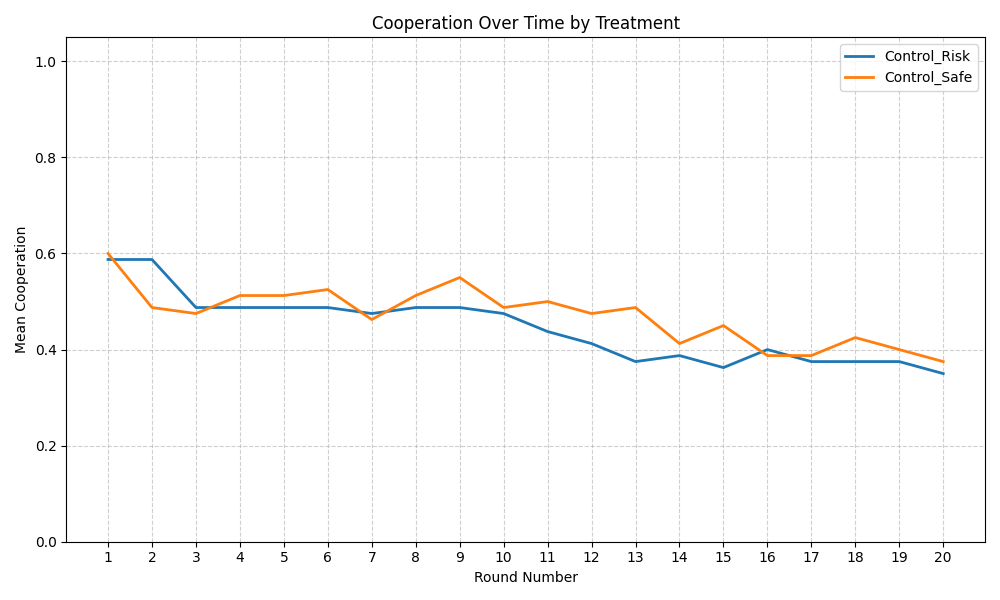 Cooperation Over Time by Treatment
Control_Risk
Control_Safe
Mean Cooperation
1.0
0.8
0.6
0.4
0.2
0.0
1 2 3 4 5 6 7 8 9 10 11 12 13 14 15 16 17 18 19 20
Round Number